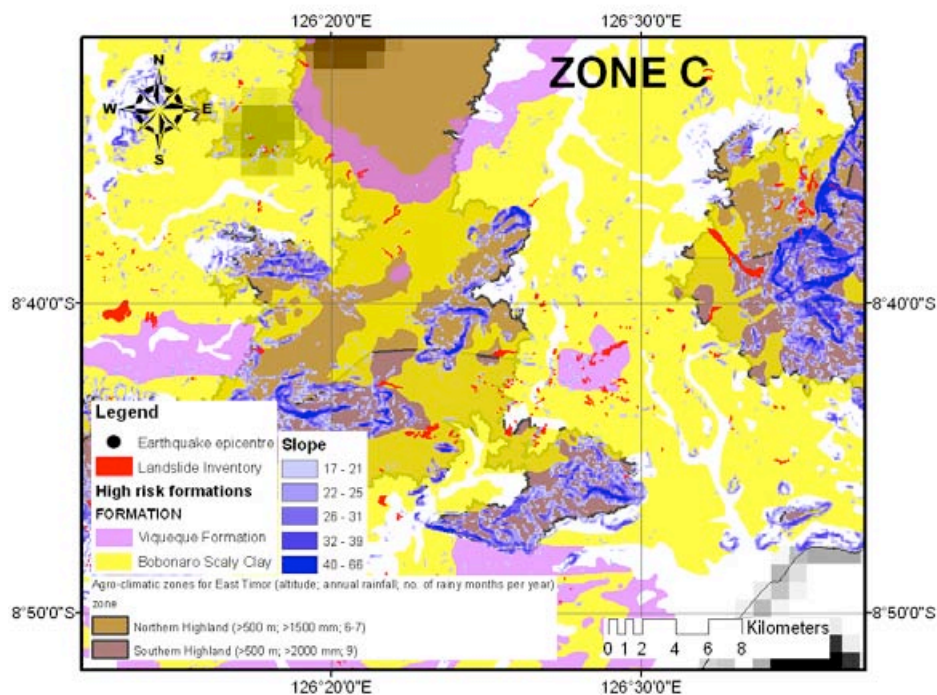 126°20'0"E 126°30'0"E
ZONE C
N
W E
S
8°40'0"S 8°40'0"S
Legend
Earthquake epicentre
Landslide Inventory
High risk formations
FORMATION
Viqueque Formation
Bobonaro Scaly Clay
Slope
17 - 21
22 - 25
26 - 31
32 - 39
40 - 66
Agro-climatic zones for East Timor (altitude; annual rainfall; no. of rainy months per year)
zone
Northern Highland (>500 m; >1500 mm; 6-7)
Southern Highland (>500 m; >2000 mm; 9)
8°50'0"S 8°50'0"S
Kilometers
0 1 2 4 6 8
126°20'0"E 126°30'0"E